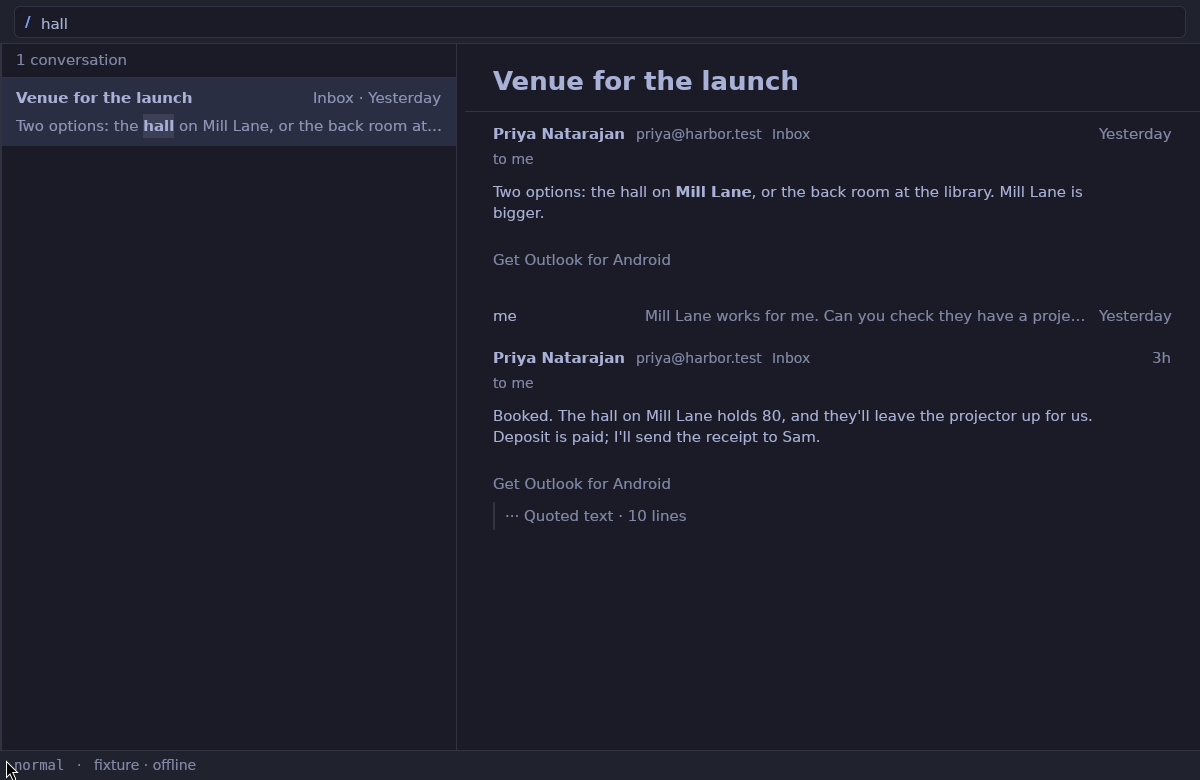 / hall
1 conversation
Venue for the launch Inbox · Yesterday
Two options: the hall on Mill Lane, or the back room at…
Venue for the launch
Priya Natarajan priya@harbor.test Inbox Yesterday
to me
Two options: the hall on Mill Lane, or the back room at the library. Mill Lane is
bigger.
Get Outlook for Android
me Mill Lane works for me. Can you check they have a proje… Yesterday
Priya Natarajan priya@harbor.test Inbox 3h
to me
Booked. The hall on Mill Lane holds 80, and they'll leave the projector up for us.
Deposit is paid; I'll send the receipt to Sam.
Get Outlook for Android
··· Quoted text · 10 lines
normal · fixture · offline